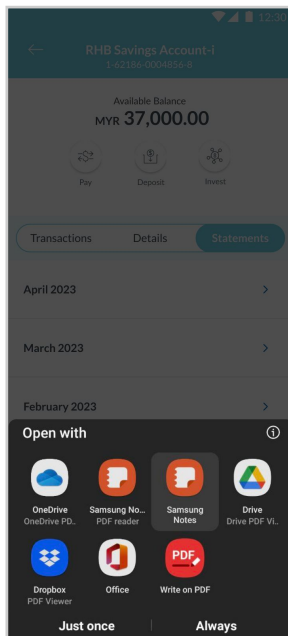 12:30
RHB Savings Account-i
1-62186-0004856-8
Available Balance
MYR 37,000.00
Pay Deposit Invest
Transactions Details Statements
April 2023
March 2023
February 2023
Open with
OneDrive Samsung No... Samsung Notes Drive
OneDrive PD.. PDF reader Drive PDF Vi..
PDF
Dropbox Office Write on PDF
PDF Viewer
Just once Always